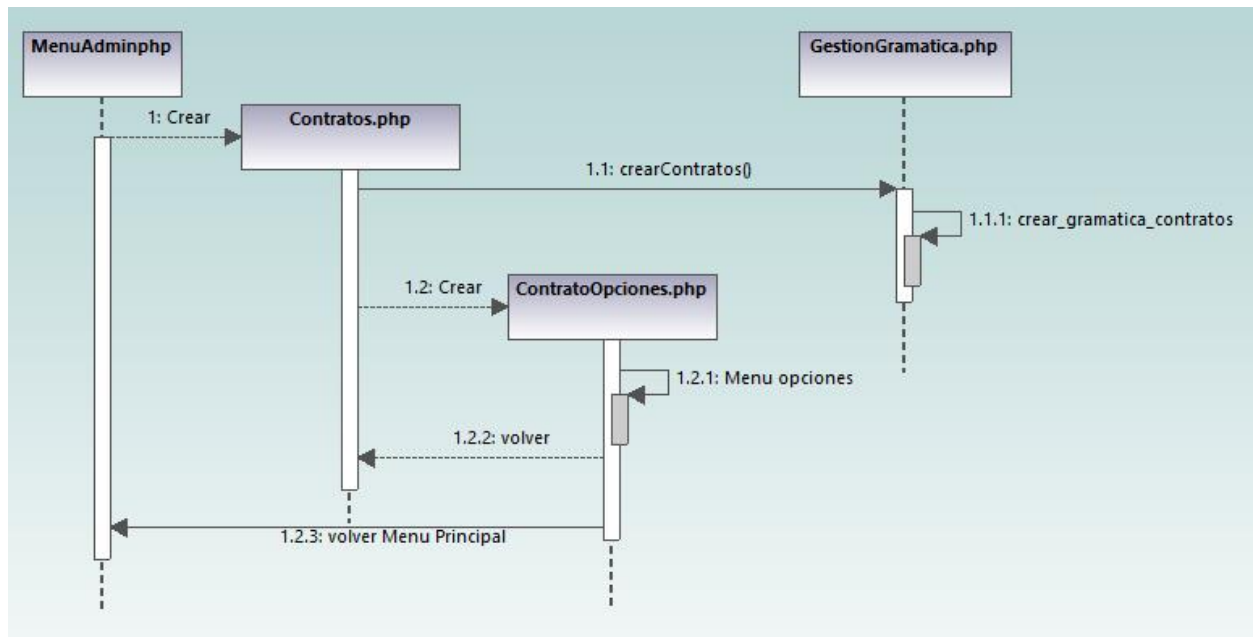 MenuAdminphp
GestionGramatica.php
1: Crear
Contratos.php
1.1: crearContratos()
1.1.1: crear_gramatica_contratos
1.2: Crear
ContratoOpciones.php
1.2.1: Menu opciones
1.2.2: volver
1.2.3: volver Menu Principal